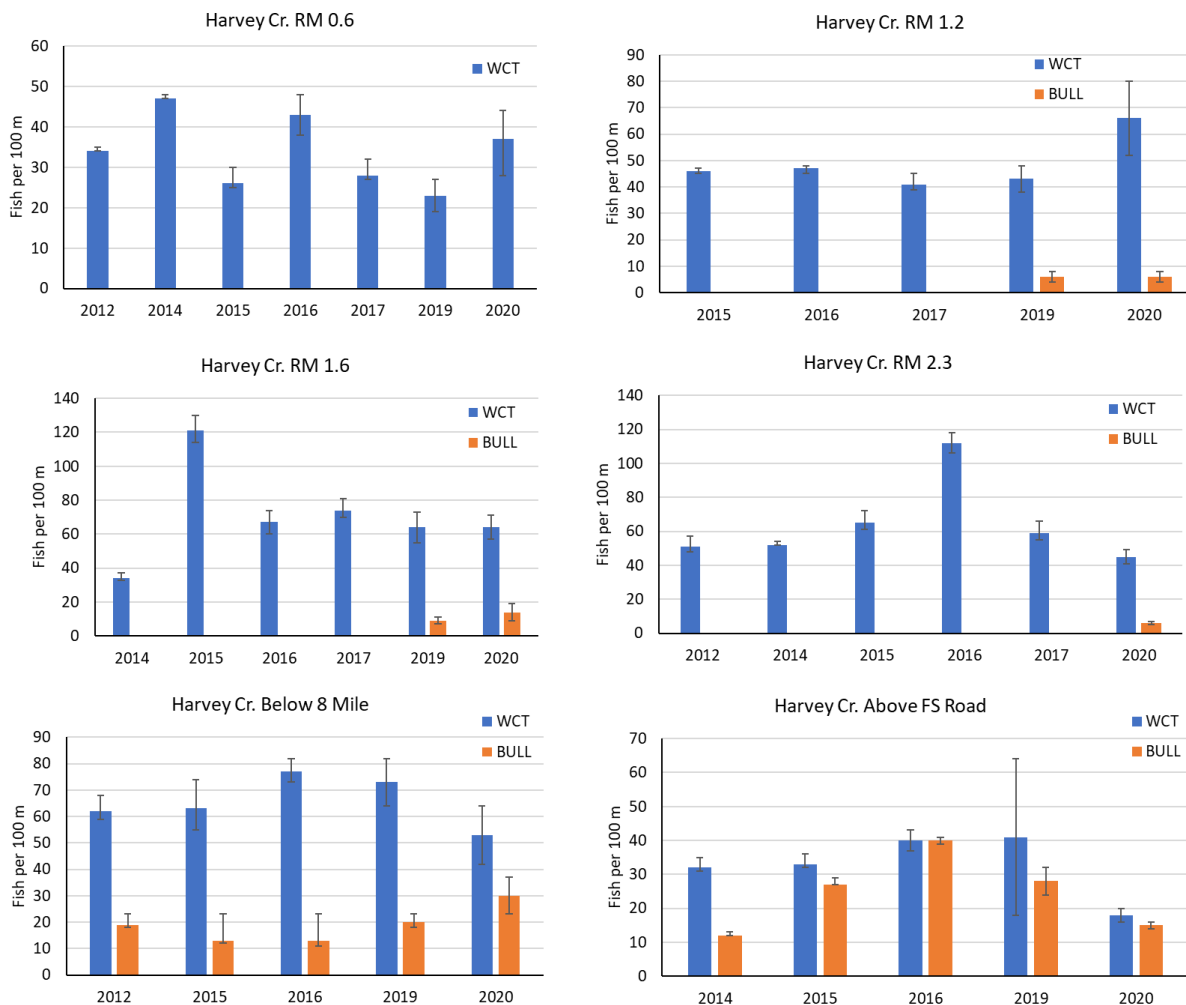 Harvey Cr. RM 0.6
Fish per 100 m
60
50
40
30
20
10
0
WCT
2012 2014 2015 2016 2017 2019 2020
Harvey Cr. RM 1.2
Fish per 100 m
90
80
70
60
50
40
30
20
10
0
WCT
BULL
2015 2016 2017 2019 2020
Harvey Cr. RM 1.6
Fish per 100 m
140
120
100
80
60
40
20
0
WCT
BULL
2014 2015 2016 2017 2019 2020
Harvey Cr. RM 2.3
Fish per 100 m
140
120
100
80
60
40
20
0
WCT
BULL
2012 2014 2015 2016 2017 2020
Harvey Cr. Below 8 Mile
Fish per 100 m
90
80
70
60
50
40
30
20
10
0
WCT
BULL
2012 2015 2016 2019 2020
Harvey Cr. Above FS Road
Fish per 100 m
70
60
50
40
30
20
10
0
WCT
BULL
2014 2015 2016 2019 2020